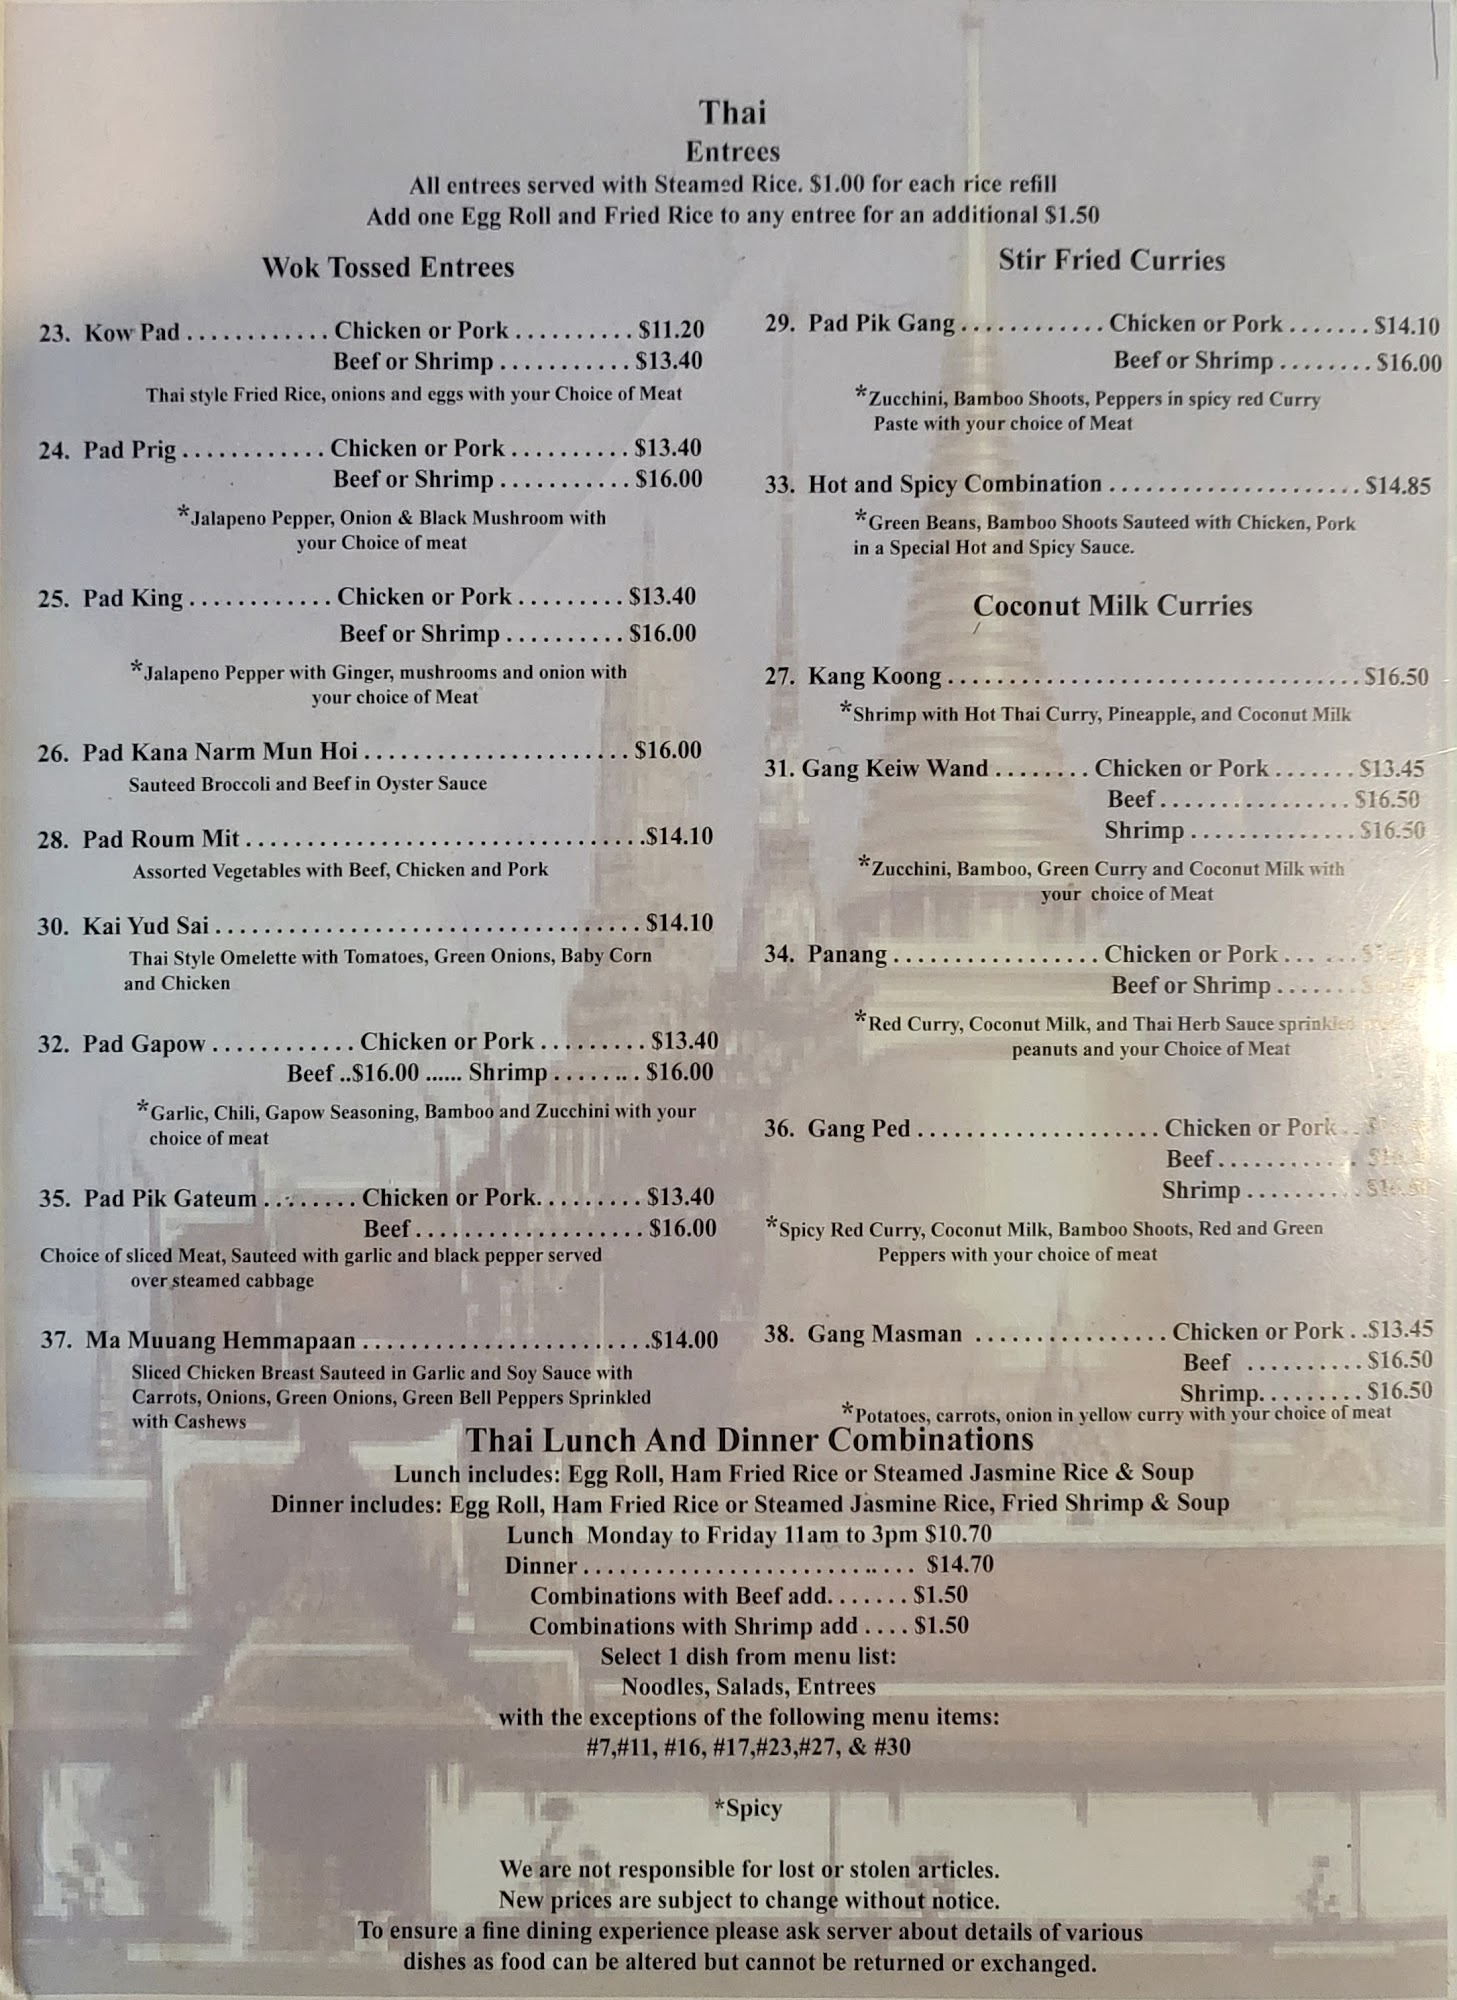 Thai
Entrees
All entrees served with Steamed Rice. $1.00 for each rice refill
Add one Egg Roll and Fried Rice to any entree for an additional $1.50
Wok Tossed Entrees
23. Kow Pad ............ Chicken or Pork .......... $11.20
Beef or Shrimp ........... $13.40
Thai style Fried Rice, onions and eggs with your Choice of Meat
24. Pad Prig ............ Chicken or Pork .......... $13.40
Beef or Shrimp ........... $16.00
*Jalapeno Pepper, Onion & Black Mushroom with
your Choice of meat
25. Pad King ............ Chicken or Pork ......... $13.40
Beef or Shrimp .......... $16.00
*Jalapeno Pepper with Ginger, mushrooms and onion with
your choice of Meat
26. Pad Kana Narm Mun Hoi ...................... $16.00
Sauteed Broccoli and Beef in Oyster Sauce
28. Pad Roum Mit .................................$14.10
Assorted Vegetables with Beef, Chicken and Pork
30. Kai Yud Sai ................................... $14.10
Thai Style Omelette with Tomatoes, Green Onions, Baby Corn
and Chicken
32. Pad Gapow ............ Chicken or Pork ......... $13.40
Beef ..$16.00 ...... Shrimp ........ $16.00
*Garlic, Chili, Gapow Seasoning, Bamboo and Zucchini with your
choice of meat
35. Pad Pik Gateum ........ Chicken or Pork.......... $13.40
Beef ................... $16.00
Choice of sliced Meat, Sauteed with garlic and black pepper served
over steamed cabbage
37. Ma Muuang Hemmapaan ........................$14.00
Sliced Chicken Breast Sauteed in Garlic and Soy Sauce with
Carrots, Onions, Green Onions, Green Bell Peppers Sprinkled
with Cashews
Stir Fried Curries
29. Pad Pik Gang ............ Chicken or Pork ....... $14.10
Beef or Shrimp ........ $16.00
*Zucchini, Bamboo Shoots, Peppers in spicy red Curry
Paste with your choice of Meat
33. Hot and Spicy Combination ..................... $14.85
*Green Beans, Bamboo Shoots Sauteed with Chicken, Pork
in a Special Hot and Spicy Sauce.
Coconut Milk Curries
27. Kang Koong ................................... $16.50
*Shrimp with Hot Thai Curry, Pineapple, and Coconut Milk
31. Gang Keiw Wand ........ Chicken or Pork ....... $13.45
Beef ................ $16.50
Shrimp .............. $16.50
*Zucchini, Bamboo, Green Curry and Coconut Milk with
your choice of Meat
34. Panang ................. Chicken or Pork ......
Beef or Shrimp .......
*Red Curry, Coconut Milk, and Thai Herb Sauce sprinkled
peanuts and your Choice of Meat
36. Gang Ped .................... Chicken or Pork ..
Beef ............
Shrimp .......... $16.50
*Spicy Red Curry, Coconut Milk, Bamboo Shoots, Red and Green
Peppers with your choice of meat
38. Gang Masman ................ Chicken or Pork ..$13.45
Beef .......... $16.50
Shrimp......... $16.50
*Potatoes, carrots, onion in yellow curry with your choice of meat
Thai Lunch And Dinner Combinations
Lunch includes: Egg Roll, Ham Fried Rice or Steamed Jasmine Rice & Soup
Dinner includes: Egg Roll, Ham Fried Rice or Steamed Jasmine Rice, Fried Shrimp & Soup
Lunch Monday to Friday 11am to 3pm $10.70
Dinner ............................ $14.70
Combinations with Beef add........ $1.50
Combinations with Shrimp add .... $1.50
Select 1 dish from menu list:
Noodles, Salads, Entrees
with the exceptions of the following menu items:
#7,#11, #16, #17,#23,#27, & #30
*Spicy
We are not responsible for lost or stolen articles.
New prices are subject to change without notice.
To ensure a fine dining experience please ask server about details of various
dishes as food can be altered but cannot be returned or exchanged.